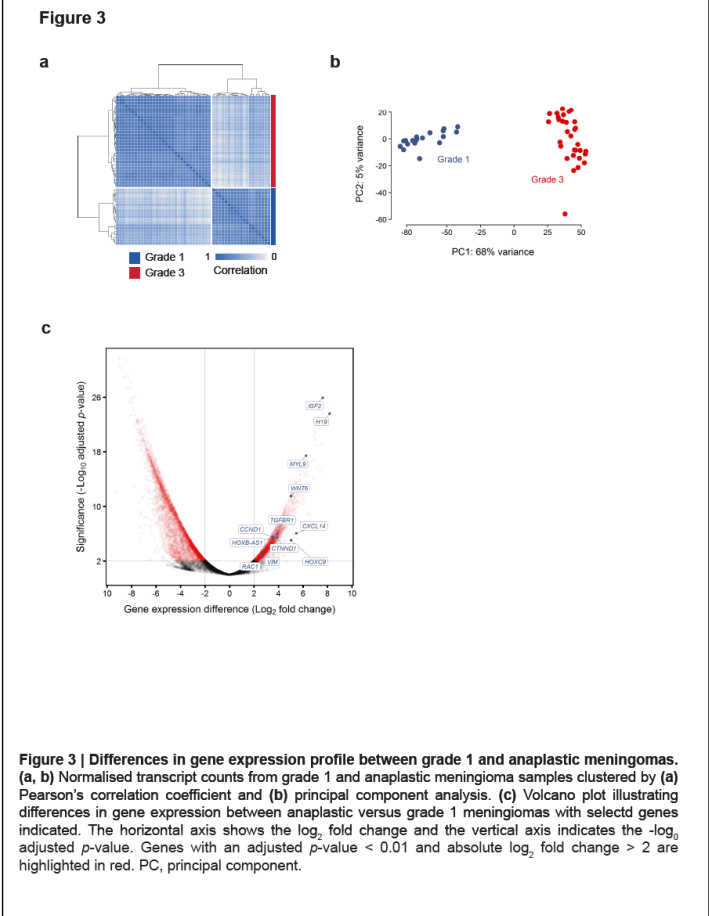 Figure 3
a
b
Grade 1
Grade 3
1
0
Correlation
20
0
-20
-40
-60
PC2: 5% variance
Grade 1
Grade 3
-80
-50
-25
0
25
50
PC1: 68% variance
c
Significance (-Log10 adjusted p-value)
26
18
10
2
IGF2
H19
MYL9
WNT6
TGFBR1
CCND1
CXCL14
HOXB-AS1
CTNND1
RAC1
VIM
HOXC9
10 -8 -6 -4 -2 0 2 4 6 8 10
Gene expression difference (Log2 fold change)
Figure 3 | Differences in gene expression profile between grade 1 and anaplastic meningomas.
(a, b) Normalised transcript counts from grade 1 and anaplastic meningioma samples clustered by (a)
Pearson's correlation coefficient and (b) principal component analysis. (c) Volcano plot illustrating
differences in gene expression between anaplastic versus grade 1 meningiomas with selectd genes
indicated. The horizontal axis shows the log2 fold change and the vertical axis indicates the -log0
adjusted p-value. Genes with an adjusted p-value < 0.01 and absolute log2 fold change > 2 are
highlighted in red. PC, principal component.